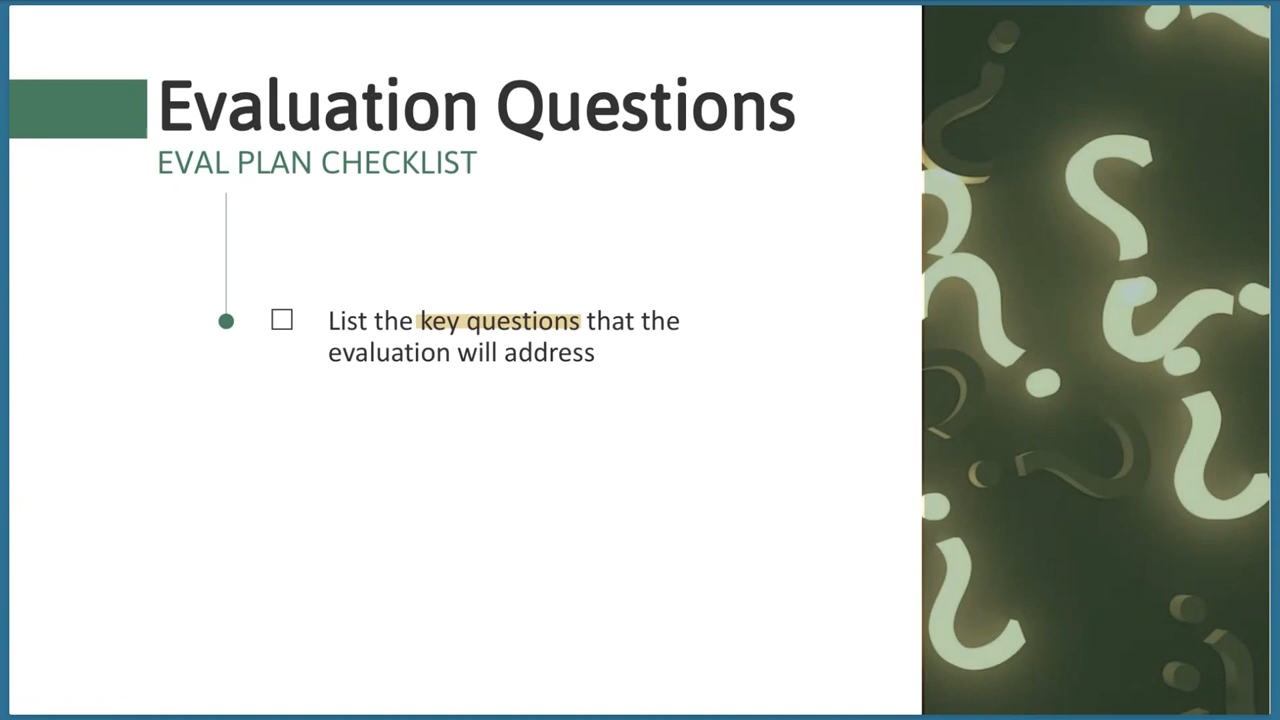 Evaluation Questions
EVAL PLAN CHECKLIST
List the key questions that the
evaluation will address